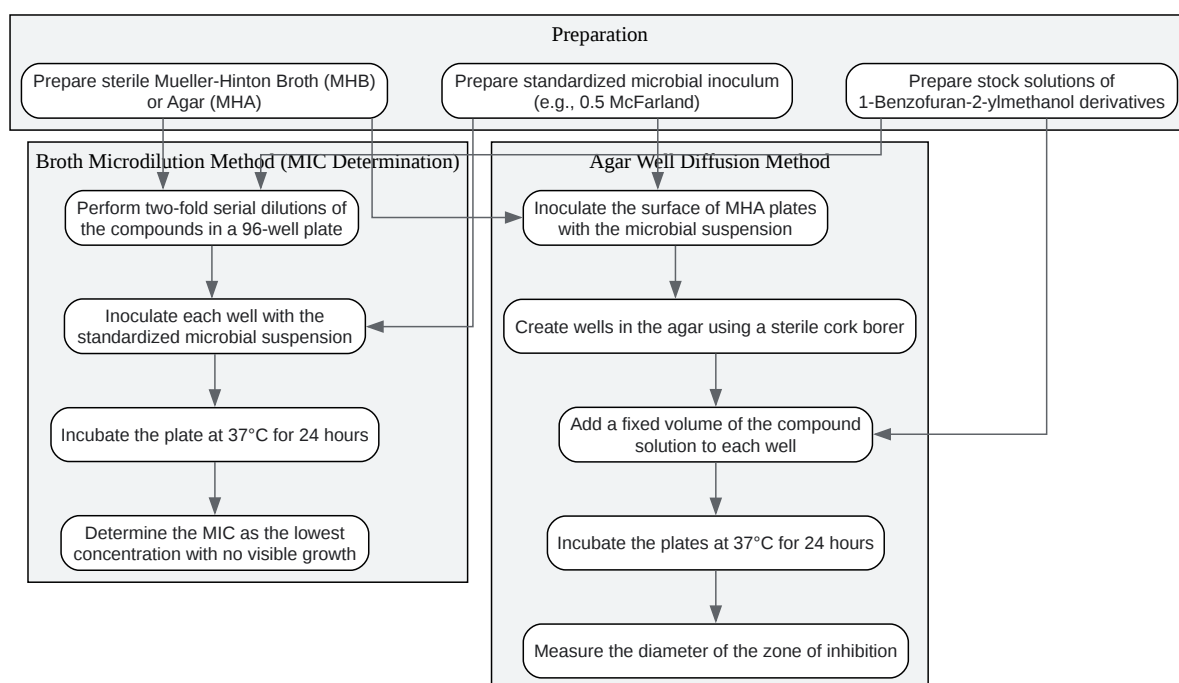 Preparation
Prepare sterile Mueller-Hinton Broth (MHB)
or Agar (MHA)
Prepare standardized microbial inoculum
(e.g., 0.5 McFarland)
Prepare stock solutions of
1-Benzofuran-2-ylmethanol derivatives
Broth Microdilution Method (MIC Determination)
Perform two-fold serial dilutions of
the compounds in a 96-well plate
Inoculate each well with the
standardized microbial suspension
Incubate the plate at 37°C for 24 hours
Determine the MIC as the lowest
concentration with no visible growth
Agar Well Diffusion Method
Inoculate the surface of MHA plates
with the microbial suspension
Create wells in the agar using a sterile cork borer
Add a fixed volume of the compound
solution to each well
Incubate the plates at 37°C for 24 hours
Measure the diameter of the zone of inhibition